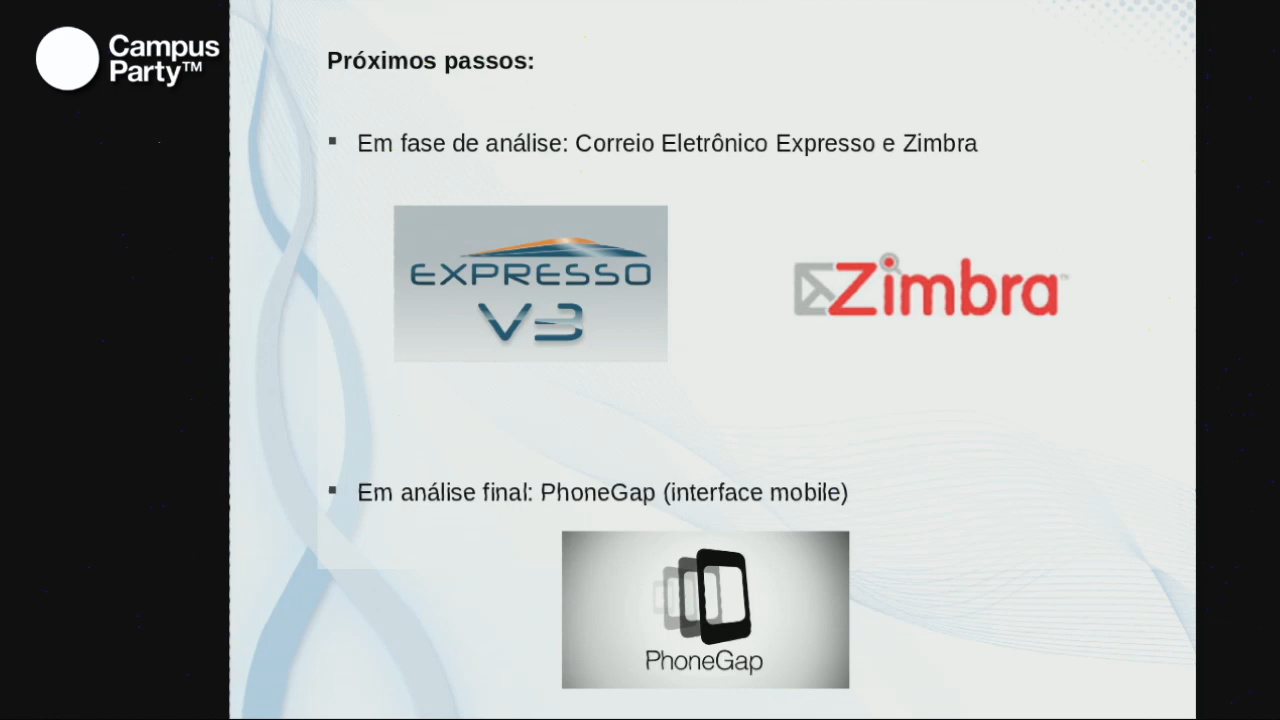 Campus
Party™
Próximos passos:
Em fase de análise: Correio Eletrônico Expresso e Zimbra
EXPRESSO
V3
Zimbra™
Em análise final: PhoneGap (interface mobile)
PhoneGap